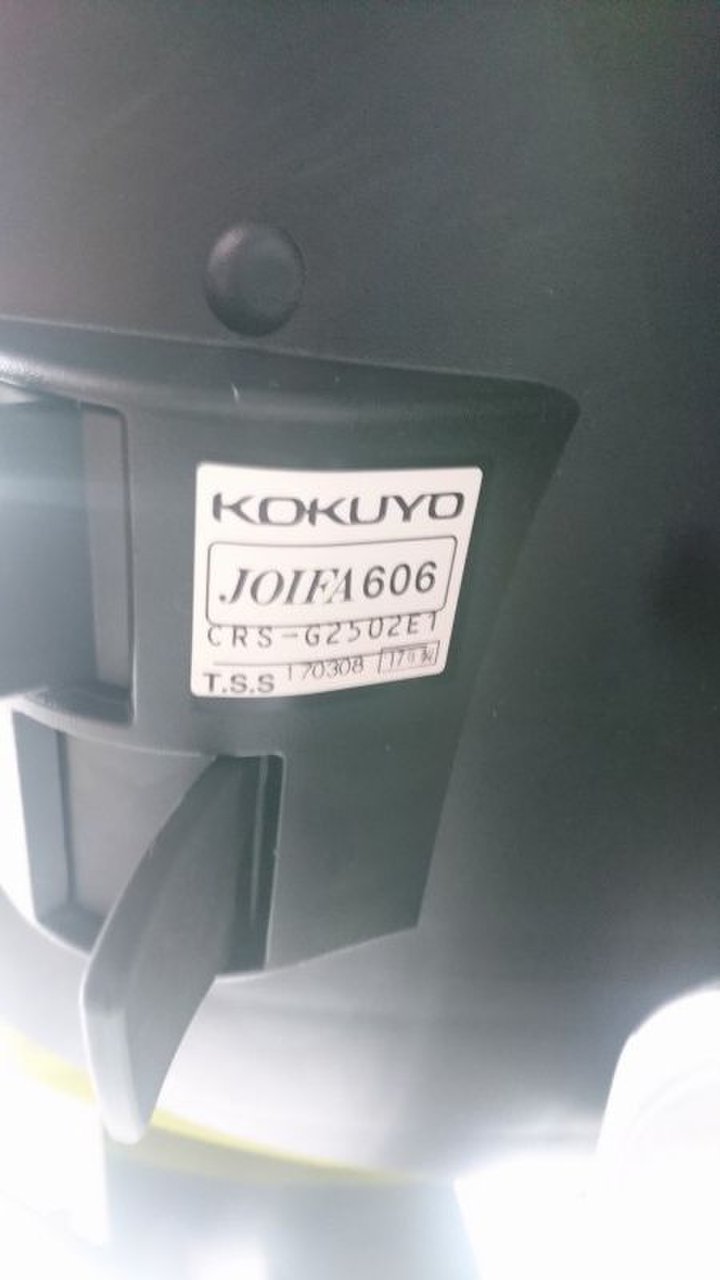 KOKUYO
JOIFA606
CRS-G2502E1
T.S.S 170308